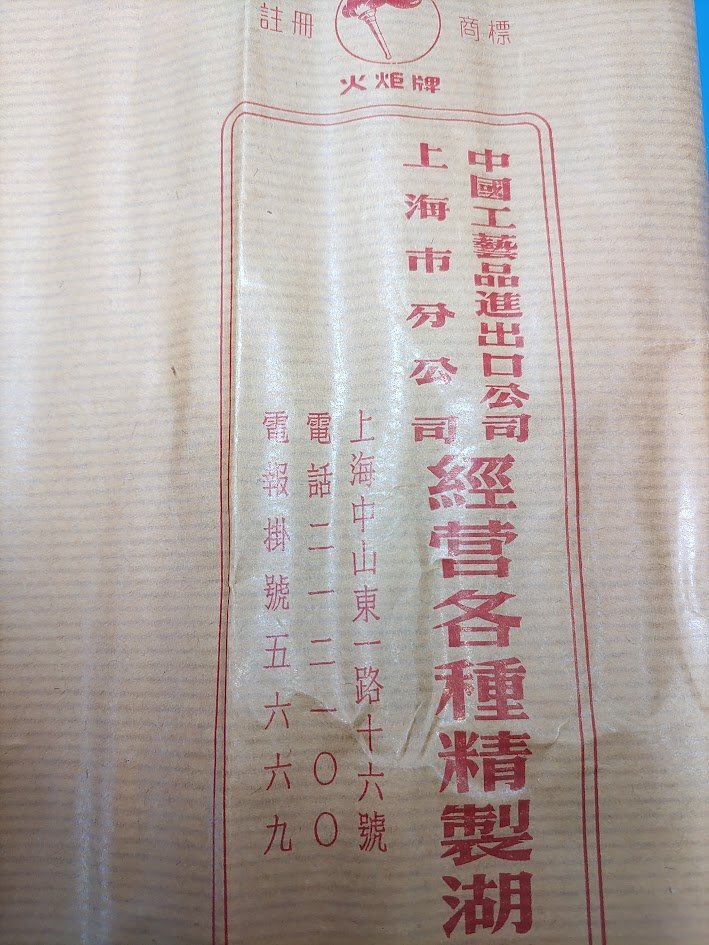 註冊 商標
火炬牌
中國工藝品進出口公司
上海市分公司
經营各種精製湖
上海中山東一路十六號
電話二一二一〇〇
電報掛號五六六九